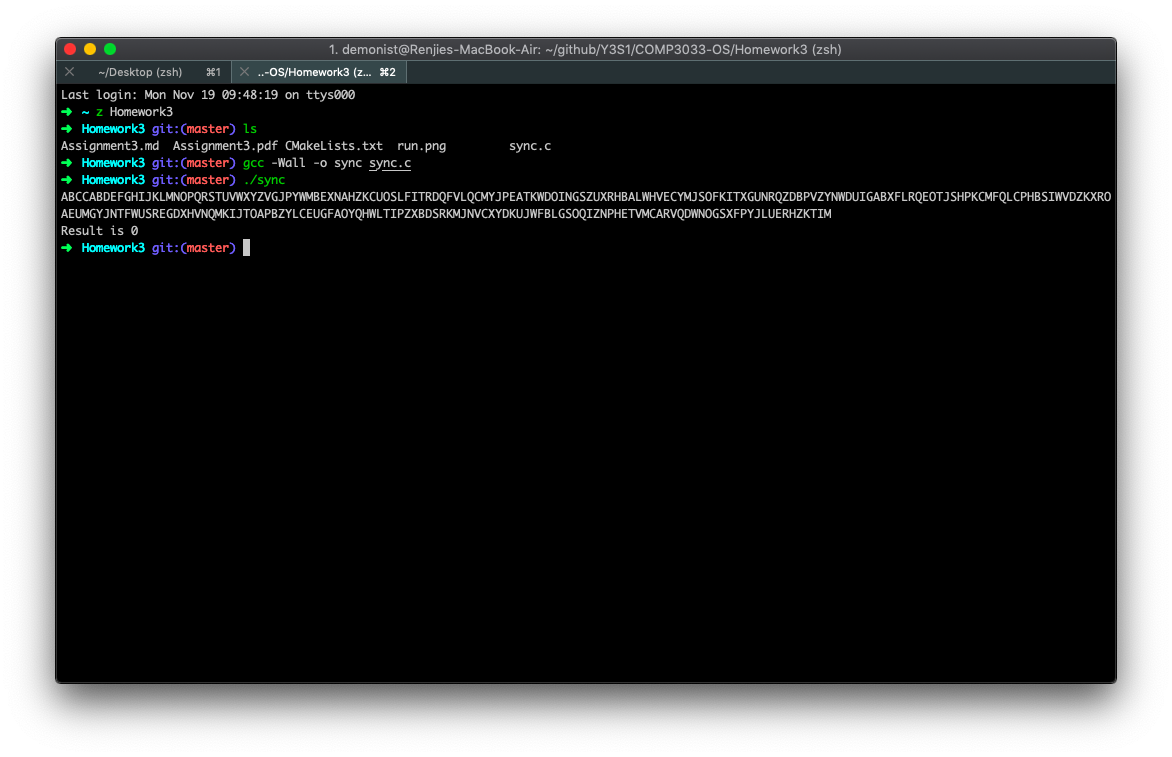 1. demonist@Renjies-MacBook-Air: ~/github/Y3S1/COMP3033-OS/Homework3 (zsh)
~/Desktop (zsh) ⌘1 ..-OS/Homework3 (z... ⌘2
Last login: Mon Nov 19 09:48:19 on ttys000
➜ ~ z Homework3
➜ Homework3 git:(master) ls
Assignment3.md Assignment3.pdf CMakeLists.txt run.png sync.c
➜ Homework3 git:(master) gcc -Wall -o sync sync.c
➜ Homework3 git:(master) ./sync
ABCCABDEFGHIJKLMNOPQRSTUVWXYZVGJPYWMBEXNAHZKCUOSLFITRDQFVLQCMYJPEATKWDOINGSZUXRHBALWHVECYMJSOFKITXGUNRQZDBPVZYNWDUIGABXFLRQEOTJSHPKCMFQLCPHBSIWVDZKXRO
AEUMGYJNTFWUSREGDXHVNQMKIJTOAPBZYLCEUGFAOYQHWLTIPZXBDSRKMJNVCXYDKUJWFBLGSOQIZNPHETVMCARVQDWNOGSXFPYJLUERHZKTIM
Result is 0
➜ Homework3 git:(master)